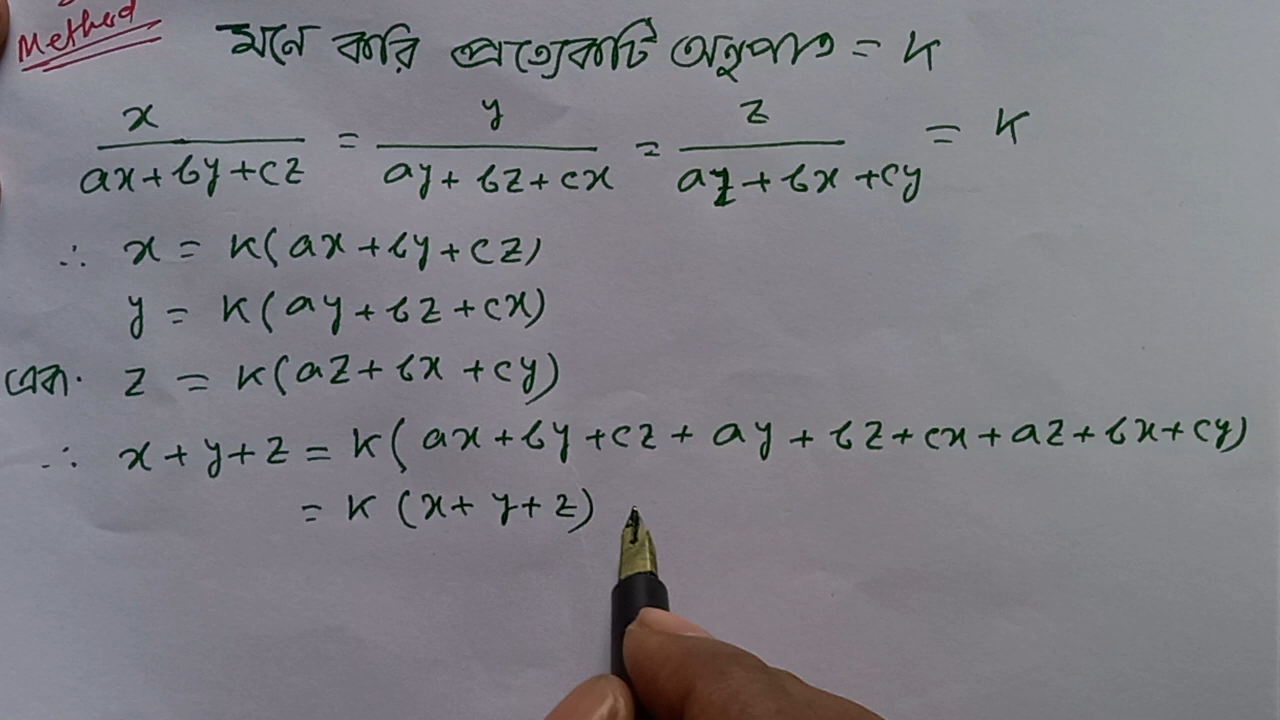 Method
মনে করি প্রত্যেকটি অনুপাত = K
x/(ax+by+cz) = y/(ay+bz+cx) = z/(az+bx+cy) = K
∴ x = K(ax+by+cz)
y = K(ay+bz+cx)
এবং z = K(az+bx+cy)
∴ x+y+z = K(ax+by+cz+ay+bz+cx+az+bx+cy)
= K(x+y+z)